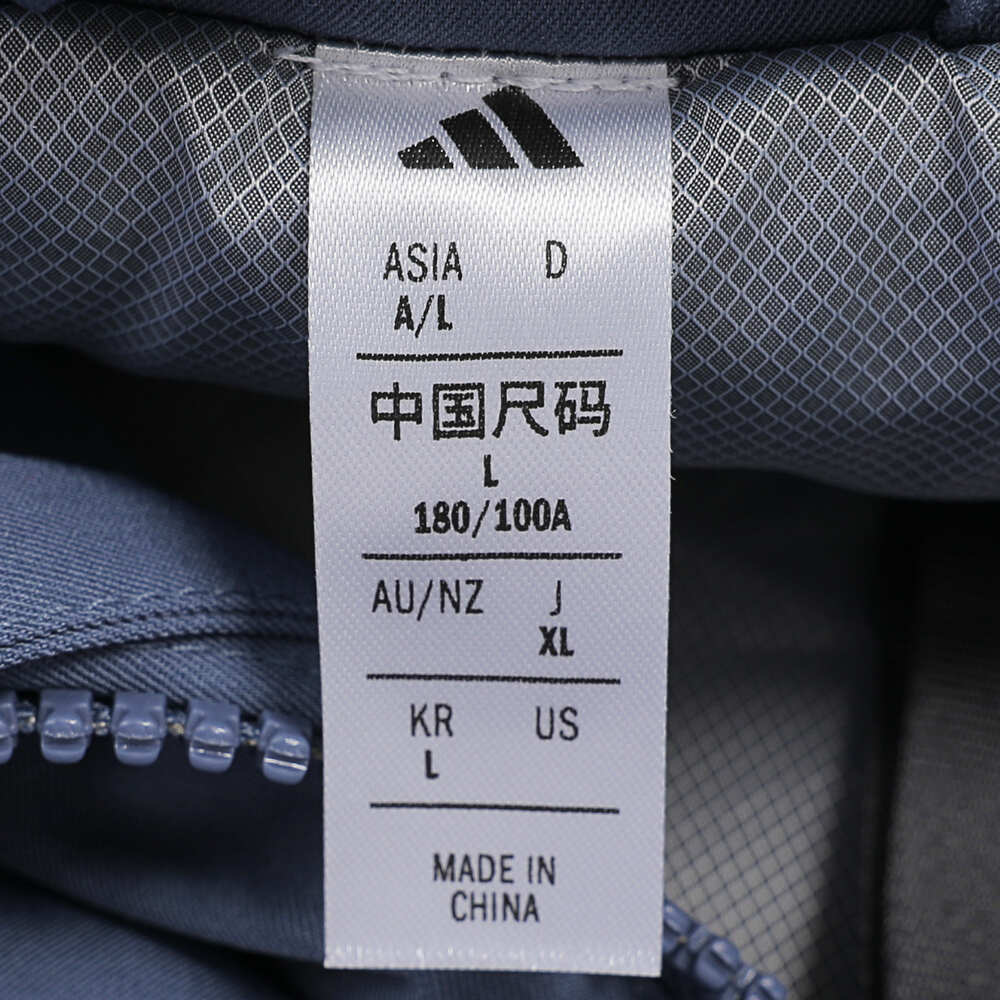 ASIA D
A/L
中国尺码
L
180/100A
AU/NZ J
XL
KR US
L
MADE IN
CHINA